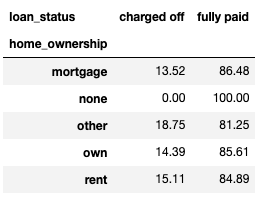 loan_status charged off fully paid
home_ownership
mortgage 13.52 86.48
none 0.00 100.00
other 18.75 81.25
own 14.39 85.61
rent 15.11 84.89